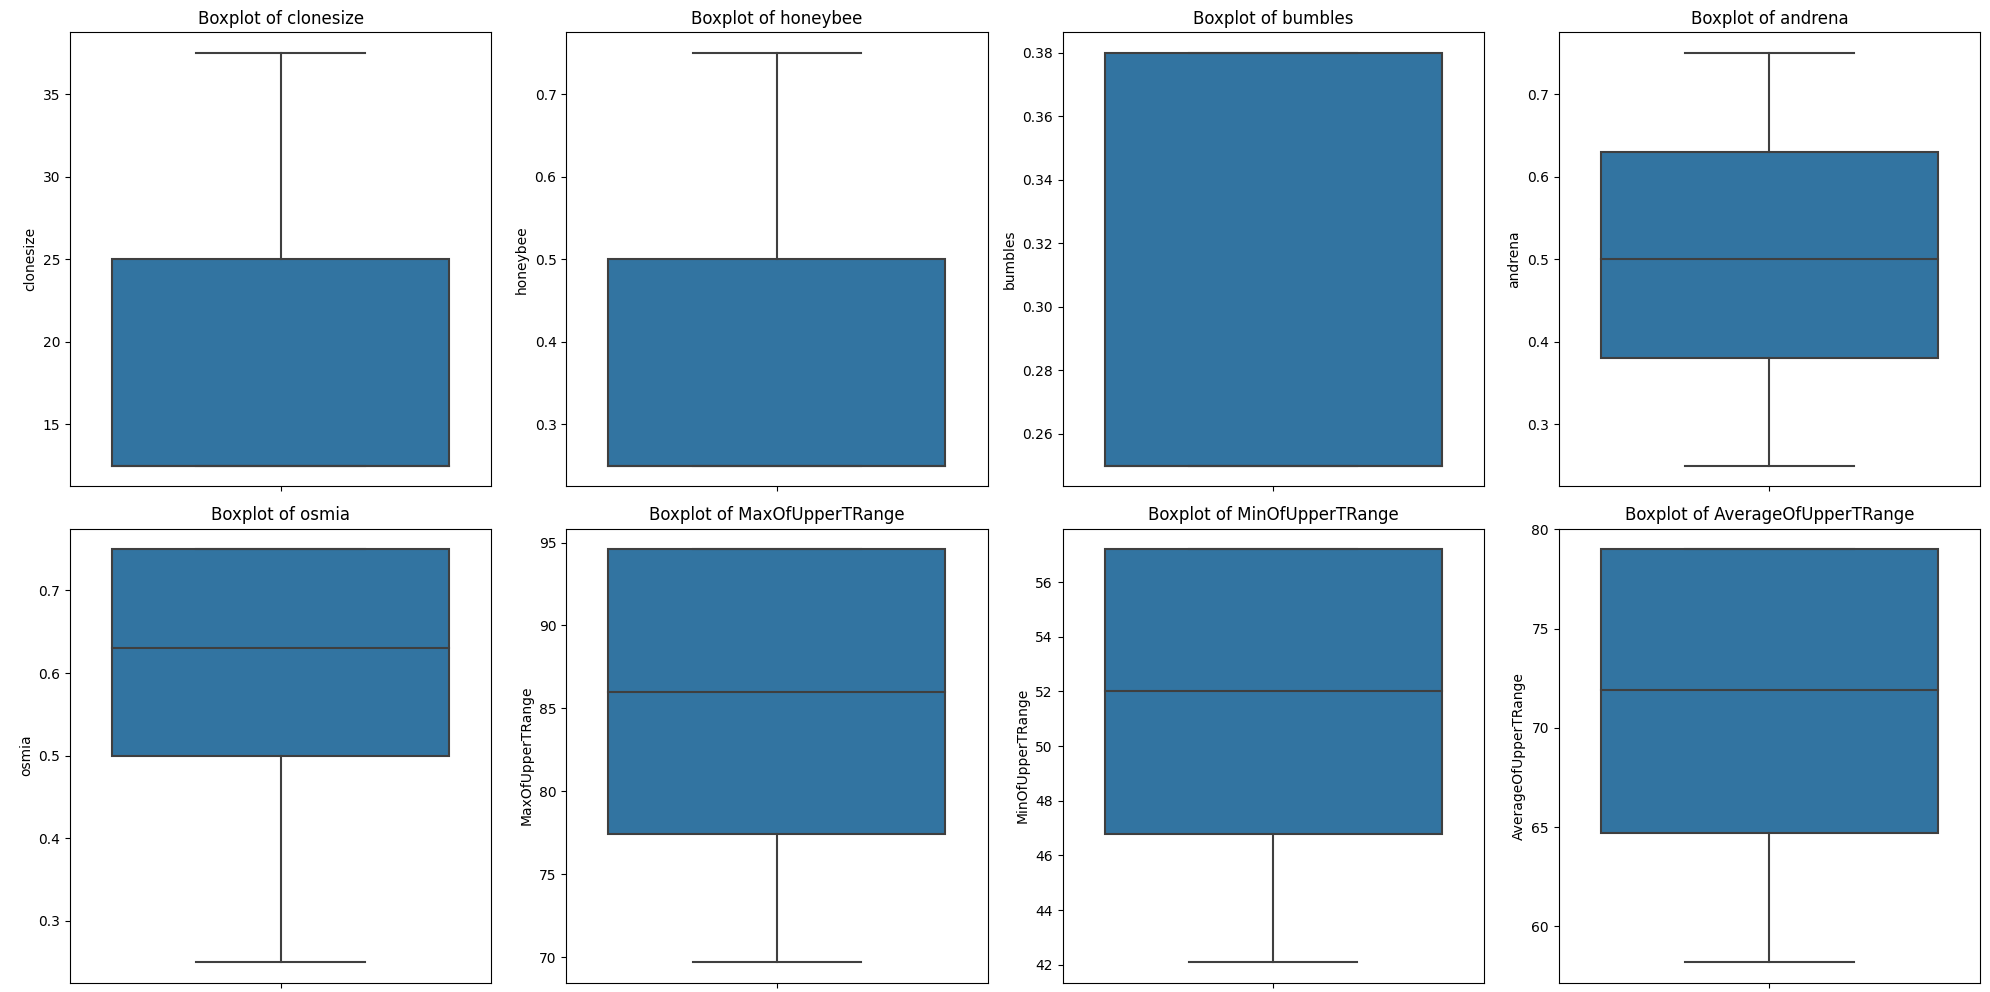 Boxplot of clonesize
35
30
25
20
15
clonesize
Boxplot of honeybee
0.7
0.6
0.5
0.4
0.3
honeybee
Boxplot of bumbles
0.38
0.36
0.34
0.32
0.30
0.28
0.26
bumbles
Boxplot of andrena
0.7
0.6
0.5
0.4
0.3
andrena
Boxplot of osmia
0.7
0.6
0.5
0.4
0.3
osmia
Boxplot of MaxOfUpperTRange
95
90
85
80
75
70
MaxOfUpperTRange
Boxplot of MinOfUpperTRange
56
54
52
50
48
46
44
42
MinOfUpperTRange
Boxplot of AverageOfUpperTRange
80
75
70
65
60
AverageOfUpperTRange